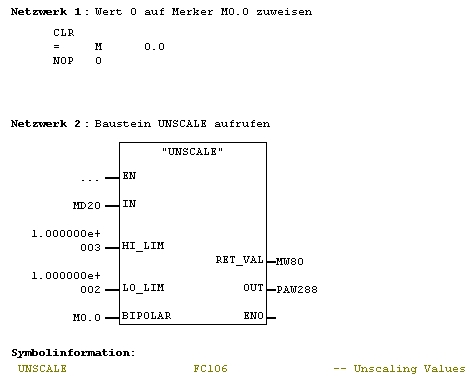 Netzwerk 1 : Wert 0 auf Merker M0.0 zuweisen
CLR
= M 0.0
NOP 0
Netzwerk 2 : Baustein UNSCALE aufrufen
"UNSCALE"
... EN
MD20 IN
1.000000e+
003 HI_LIM
RET_VAL MW80
1.000000e+
002 LO_LIM OUT PAW288
M0.0 BIPOLAR ENO
Symbolinformation:
UNSCALE FC106 -- Unscaling Values